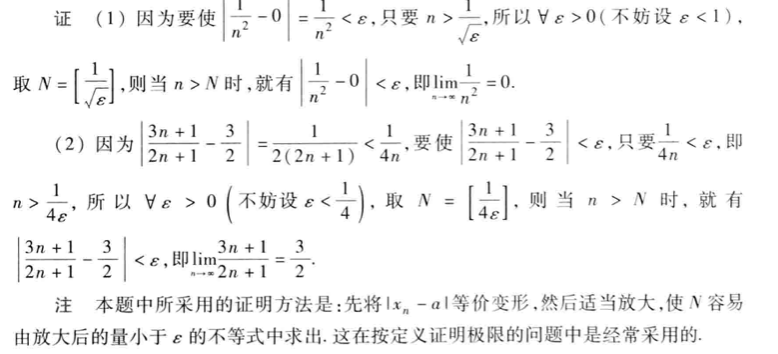 证 (1) 因为要使 $\left|\frac{1}{n^2}-0\right|=\frac{1}{n^2}<\varepsilon$,只要 $n>\frac{1}{\sqrt{\varepsilon}}$,所以 $\forall\varepsilon>0$(不妨设 $\varepsilon<1$),
取 $N=\left[\frac{1}{\sqrt{\varepsilon}}\right]$,则当 $n>N$ 时,就有 $\left|\frac{1}{n^2}-0\right|<\varepsilon$,即 $\lim_{n\to\infty}\frac{1}{n^2}=0$.
(2) 因为 $\left|\frac{3n+1}{2n+1}-\frac{3}{2}\right|=\frac{1}{2(2n+1)}<\frac{1}{4n}$,要使 $\left|\frac{3n+1}{2n+1}-\frac{3}{2}\right|<\varepsilon$,只要 $\frac{1}{4n}<\varepsilon$,即
$n>\frac{1}{4\varepsilon}$,所以 $\forall\varepsilon>0\left(不妨设 \varepsilon<\frac{1}{4}\right)$,取 $N=\left[\frac{1}{4\varepsilon}\right]$,则当 $n>N$ 时,就有
$\left|\frac{3n+1}{2n+1}-\frac{3}{2}\right|<\varepsilon$,即 $\lim_{n\to\infty}\frac{3n+1}{2n+1}=\frac{3}{2}$.
注 本题中所采用的证明方法是:先将 $|x_n-a|$ 等价变形,然后适当放大,使 $N$ 容易
由放大后的量小于 $\varepsilon$ 的不等式中求出.这在按定义证明极限的问题中是经常采用的.